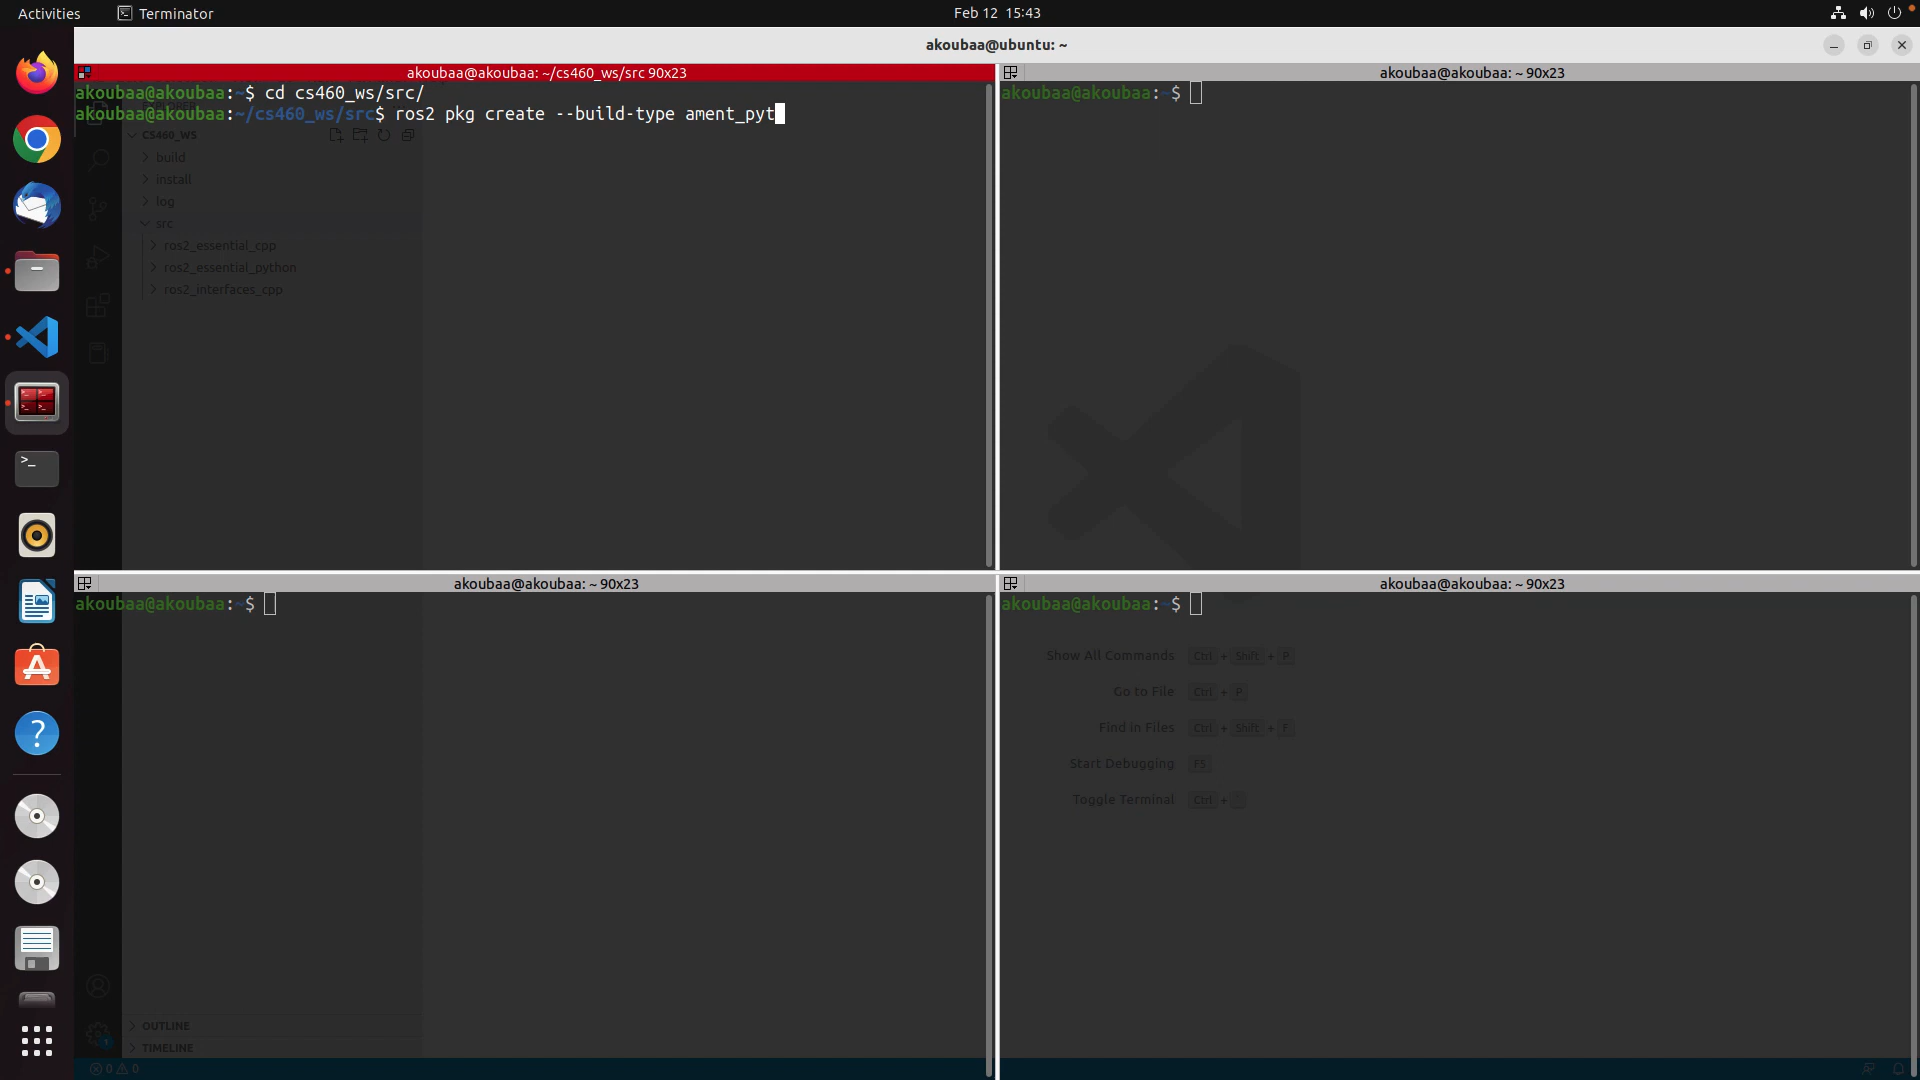 Activities
Terminator
Feb 12 15:43
akoubaa@ubuntu: ~
akoubaa@akoubaa: ~/cs460_ws/src 90x23
akoubaa@akoubaa:~$ cd cs460_ws/src/
akoubaa@akoubaa:~/cs460_ws/src$ ros2 pkg create --build-type ament_pyt
CS460_WS
build
install
log
src
ros2_essential_cpp
ros2_essential_python
ros2_interfaces_cpp
akoubaa@akoubaa: ~ 90x23
akoubaa@akoubaa:~$
akoubaa@akoubaa: ~ 90x23
akoubaa@akoubaa:~$
OUTLINE
TIMELINE
0 0
akoubaa@akoubaa: ~ 90x23
akoubaa@akoubaa:~$
Show All Commands Ctrl + Shift + P
Go to File Ctrl + P
Find in Files Ctrl + Shift + F
Start Debugging F5
Toggle Terminal Ctrl + `